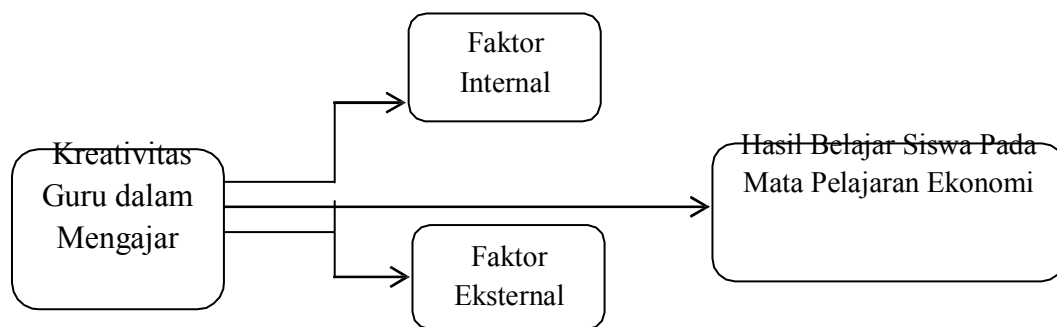 Faktor
Internal
Kreativitas
Guru dalam
Mengajar
Hasil Belajar Siswa Pada
Mata Pelajaran Ekonomi
Faktor
Eksternal